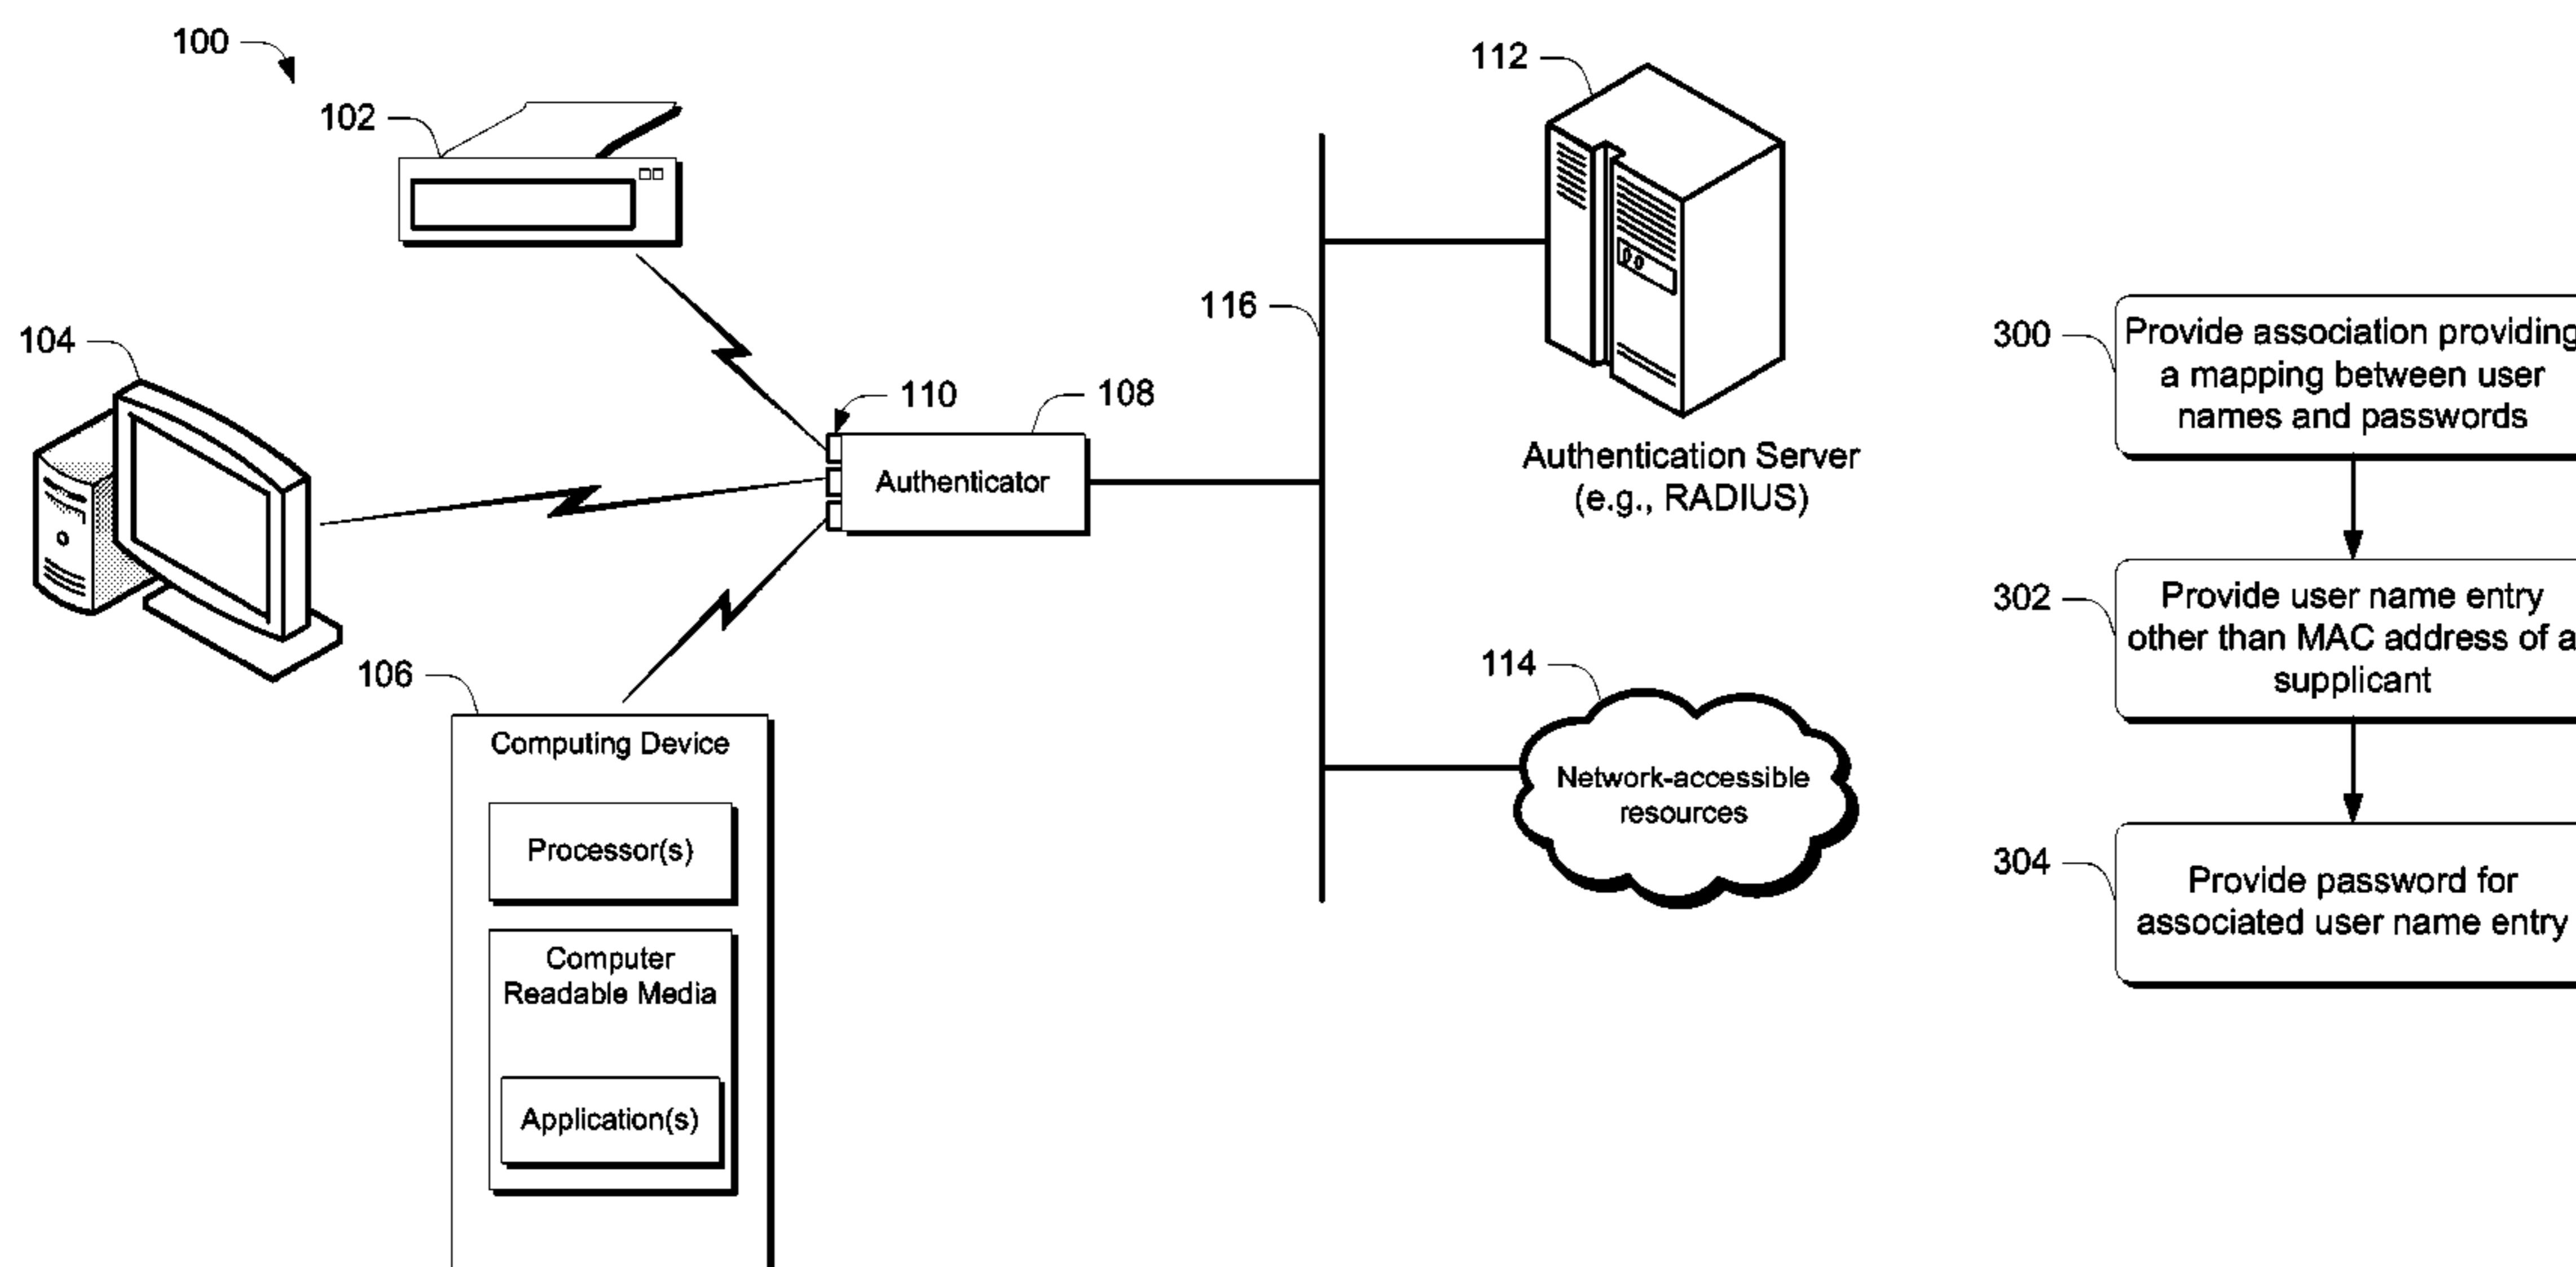 100
102
104
106
Computing Device
Processor(s)
Computer
Readable Media
Application(s)
110
108
Authenticator
116
112
Authentication Server
(e.g., RADIUS)
114
Network-accessible
resources
300
Provide association providing
a mapping between user
names and passwords
302
Provide user name entry
other than MAC address of a
supplicant
304
Provide password for
associated user name entry